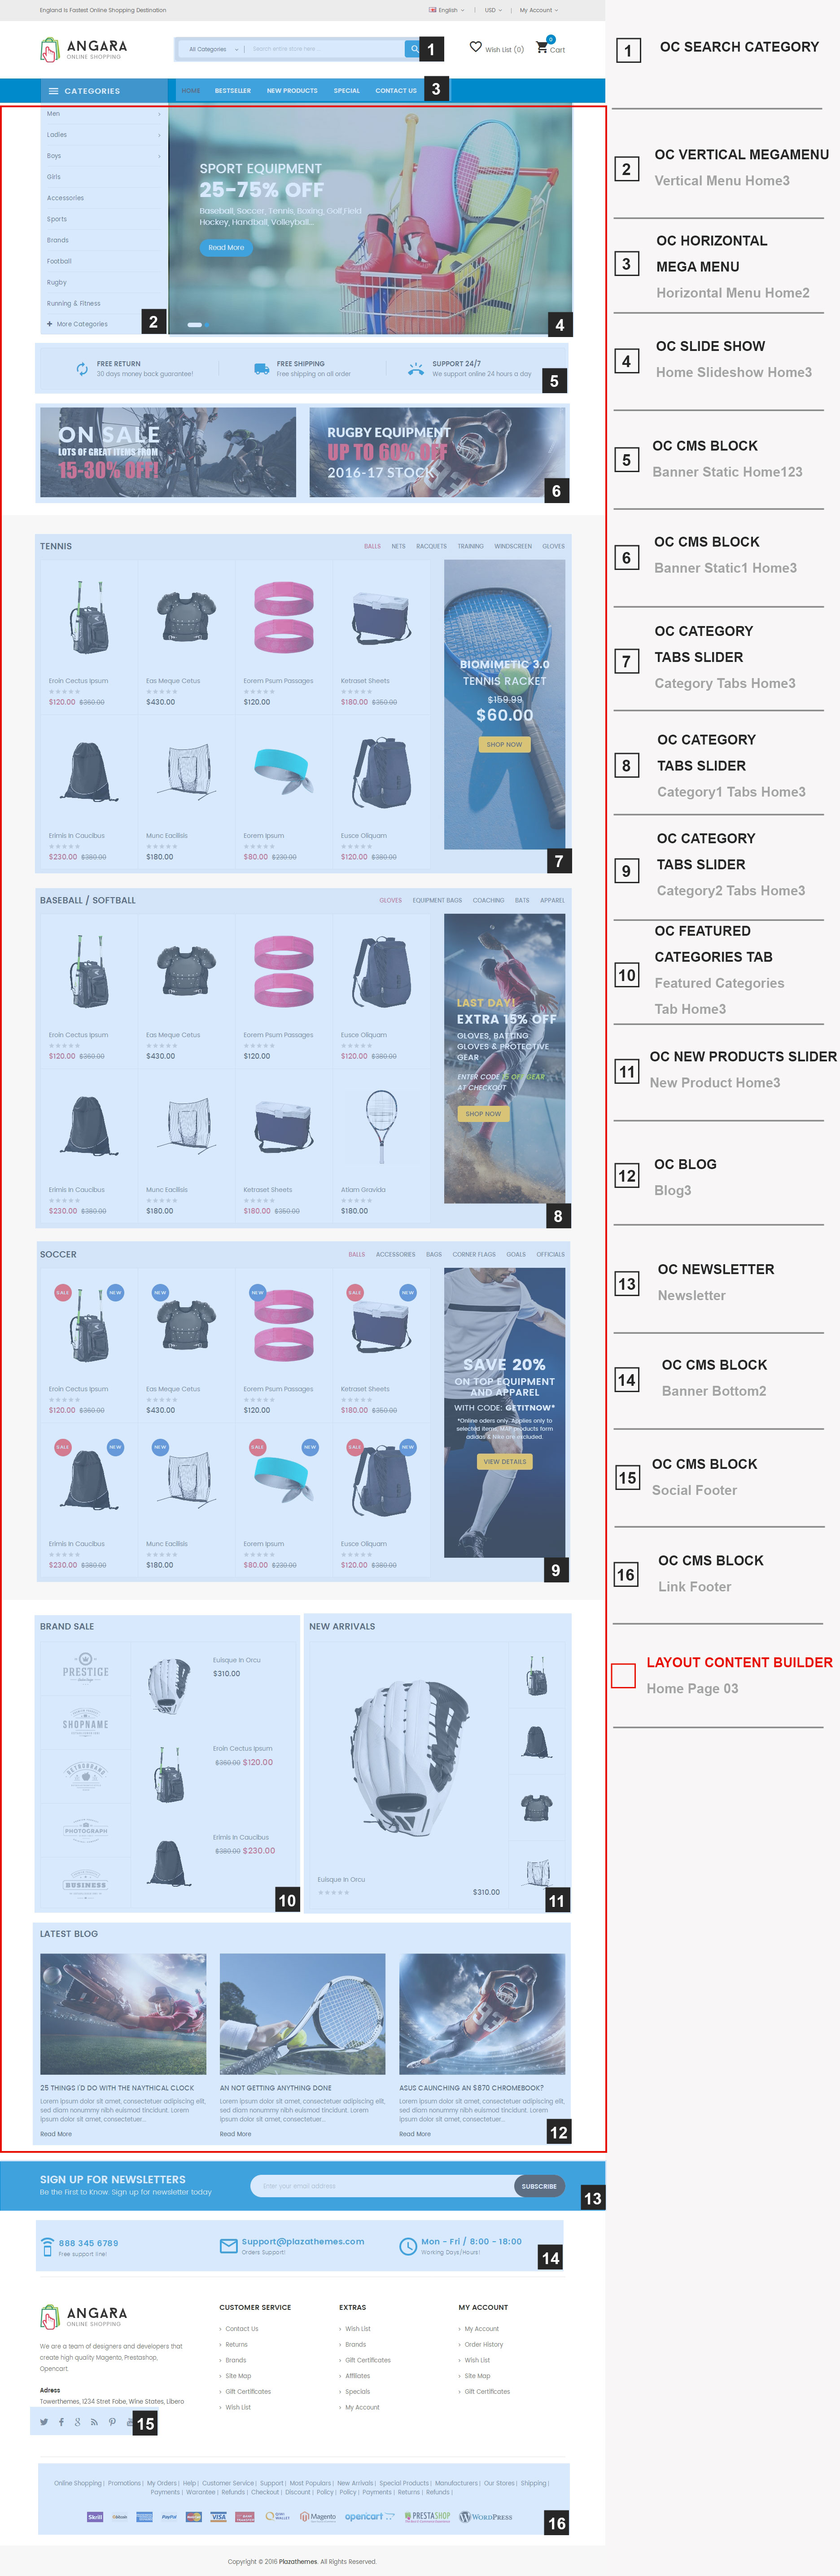 England is Fastest Online Shopping Destination
English | USD | My Account
ANGARA
ONLINE SHOPPING
All Categories Search entire store here... 1
Wish List (0) 0 Cart
CATEGORIES HOME BESTSELLER NEW PRODUCTS SPECIAL CONTACT US 3
Men
Ladies
Boys
Girls
Accessories
Sports
Brands
Football
Rugby
Running & Fitness
More Categories 2
SPORT EQUIPMENT
25-75% OFF
Baseball, Soccer, Tennis, Boxing, Golf,Field
Hockey, Handball, Volleyball...
Read More
4
FREE RETURN
30 days money back guarantee!
FREE SHIPPING
Free shipping on all order
SUPPORT 24/7
We support online 24 hours a day
5
ON SALE
LOTS OF GREAT ITEMS FROM
15-30% OFF!
RUGBY EQUIPMENT
UP TO 60% OFF
2016-17 STOCK
6
TENNIS BALLS NETS RACQUETS TRAINING WINDSCREEN GLOVES
Eroin Cectus Ipsum Eas Meque Cetus Eorem Psum Passages Ketraset Sheets
$120.00 $360.00 $430.00 $120.00 $180.00 $350.00
Erimis In Caucibus Munc Eacilisis Eorem Ipsum Eusce Oliquam
$230.00 $380.00 $180.00 $80.00 $230.00 $120.00 $380.00
BIOMIMETIC 3.0
TENNIS RACKET
$159.99
$60.00
SHOP NOW
7
BASEBALL / SOFTBALL GLOVES EQUIPMENT BAGS COACHING BATS APPAREL
Eroin Cectus Ipsum Eas Meque Cetus Eorem Psum Passages Eusce Oliquam
$120.00 $360.00 $430.00 $120.00 $120.00 $380.00
Erimis In Caucibus Munc Eacilisis Ketraset Sheets Atiam Gravida
$230.00 $380.00 $180.00 $180.00 $350.00 $180.00
LAST DAY!
EXTRA 15% OFF
GLOVES, BATTING
GLOVES & PROTECTIVE
GEAR
ENTER CODE
AT CHECKOUT
SHOP NOW
8
SOCCER BALLS ACCESSORIES BAGS CORNER FLAGS GOALS OFFICIALS
SALE NEW NEW NEW SALE NEW
Eroin Cectus Ipsum Eas Meque Cetus Eorem Psum Passages Ketraset Sheets
$120.00 $360.00 $430.00 $120.00 $180.00 $350.00
SALE NEW NEW SALE NEW SALE NEW
Erimis In Caucibus Munc Eacilisis Eorem Ipsum Eusce Oliquam
$230.00 $380.00 $180.00 $80.00 $230.00 $120.00 $380.00
SAVE 20%
ON TOP EQUIPMENT
AND APPAREL
WITH CODE: GETITNOW*
*Online oders only. Applies only to
selected items, MAP products form
adidas & Nike are excluded.
VIEW DETAILS
9
BRAND SALE
PRESTIGE
SHOPNAME
RETROBRAND
PHOTOGRAPH
BUSINESS
Euisque In Orcu
$310.00
Eroin Cectus Ipsum
$360.00 $120.00
Erimis In Caucibus
$380.00 $230.00
10
NEW ARRIVALS
Euisque In Orcu
$310.00
11
LATEST BLOG
25 THINGS I'D DO WITH THE NAYTHICAL CLOCK
Lorem ipsum dolor sit amet, consectetuer adipiscing elit,
sed diam nonummy nibh euismod tincidunt. Lorem
ipsum dolor sit amet, consectetuer...
Read More
AN NOT GETTING ANYTHING DONE
Lorem ipsum dolor sit amet, consectetuer adipiscing elit,
sed diam nonummy nibh euismod tincidunt. Lorem
ipsum dolor sit amet, consectetuer...
Read More
ASUS CAUNCHING AN $870 CHROMEBOOK?
Lorem ipsum dolor sit amet, consectetuer adipiscing elit,
sed diam nonummy nibh euismod tincidunt. Lorem
ipsum dolor sit amet, consectetuer...
Read More
12
SIGN UP FOR NEWSLETTERS
Be the First to Know. Sign up for newsletter today
Enter your email address SUBSCRIBE
13
888 345 6789
Free support line!
Support@plazathemes.com
Orders Support!
Mon - Fri / 8:00 - 18:00
Working Days/Hours!
14
ANGARA
ONLINE SHOPPING
We are a team of designers and developers that
create high quality Magento, Prestashop,
Opencart.
Adress
Towerthemes, 1234 Stret Fobe, Wine States, Libero
15
CUSTOMER SERVICE
Contact Us
Returns
Brands
Site Map
Gift Certificates
Wish List
EXTRAS
Wish List
Brands
Gift Certificates
Affiliates
Specials
My Account
MY ACCOUNT
My Account
Order History
Wish List
Site Map
Gift Certificates
Online Shopping | Promotions | My Orders | Help | Customer Service | Support | Most Populars | New Arrivals | Special Products | Manufacturers | Our Stores | Shipping |
Payments | Warantee | Refunds | Checkout | Discount | Policy | Policy | Payments | Returns | Refunds |
Skrill PayPal VISA Magento opencart PRESTASHOP WORDPRESS
16
Copyright © 2016 Plazathemes. All Rights Reserved.
1 OC SEARCH CATEGORY
2 OC VERTICAL MEGAMENU
Vertical Menu Home3
3 OC HORIZONTAL
MEGA MENU
Horizontal Menu Home2
4 OC SLIDE SHOW
Home Slideshow Home3
5 OC CMS BLOCK
Banner Static Home123
6 OC CMS BLOCK
Banner Static1 Home3
7 OC CATEGORY
TABS SLIDER
Category Tabs Home3
8 OC CATEGORY
TABS SLIDER
Category1 Tabs Home3
9 OC CATEGORY
TABS SLIDER
Category2 Tabs Home3
10 OC FEATURED
CATEGORIES TAB
Featured Categories
Tab Home3
11 OC NEW PRODUCTS SLIDER
New Product Home3
12 OC BLOG
Blog3
13 OC NEWSLETTER
Newsletter
14 OC CMS BLOCK
Banner Bottom2
15 OC CMS BLOCK
Social Footer
16 OC CMS BLOCK
Link Footer
LAYOUT CONTENT BUILDER
Home Page 03